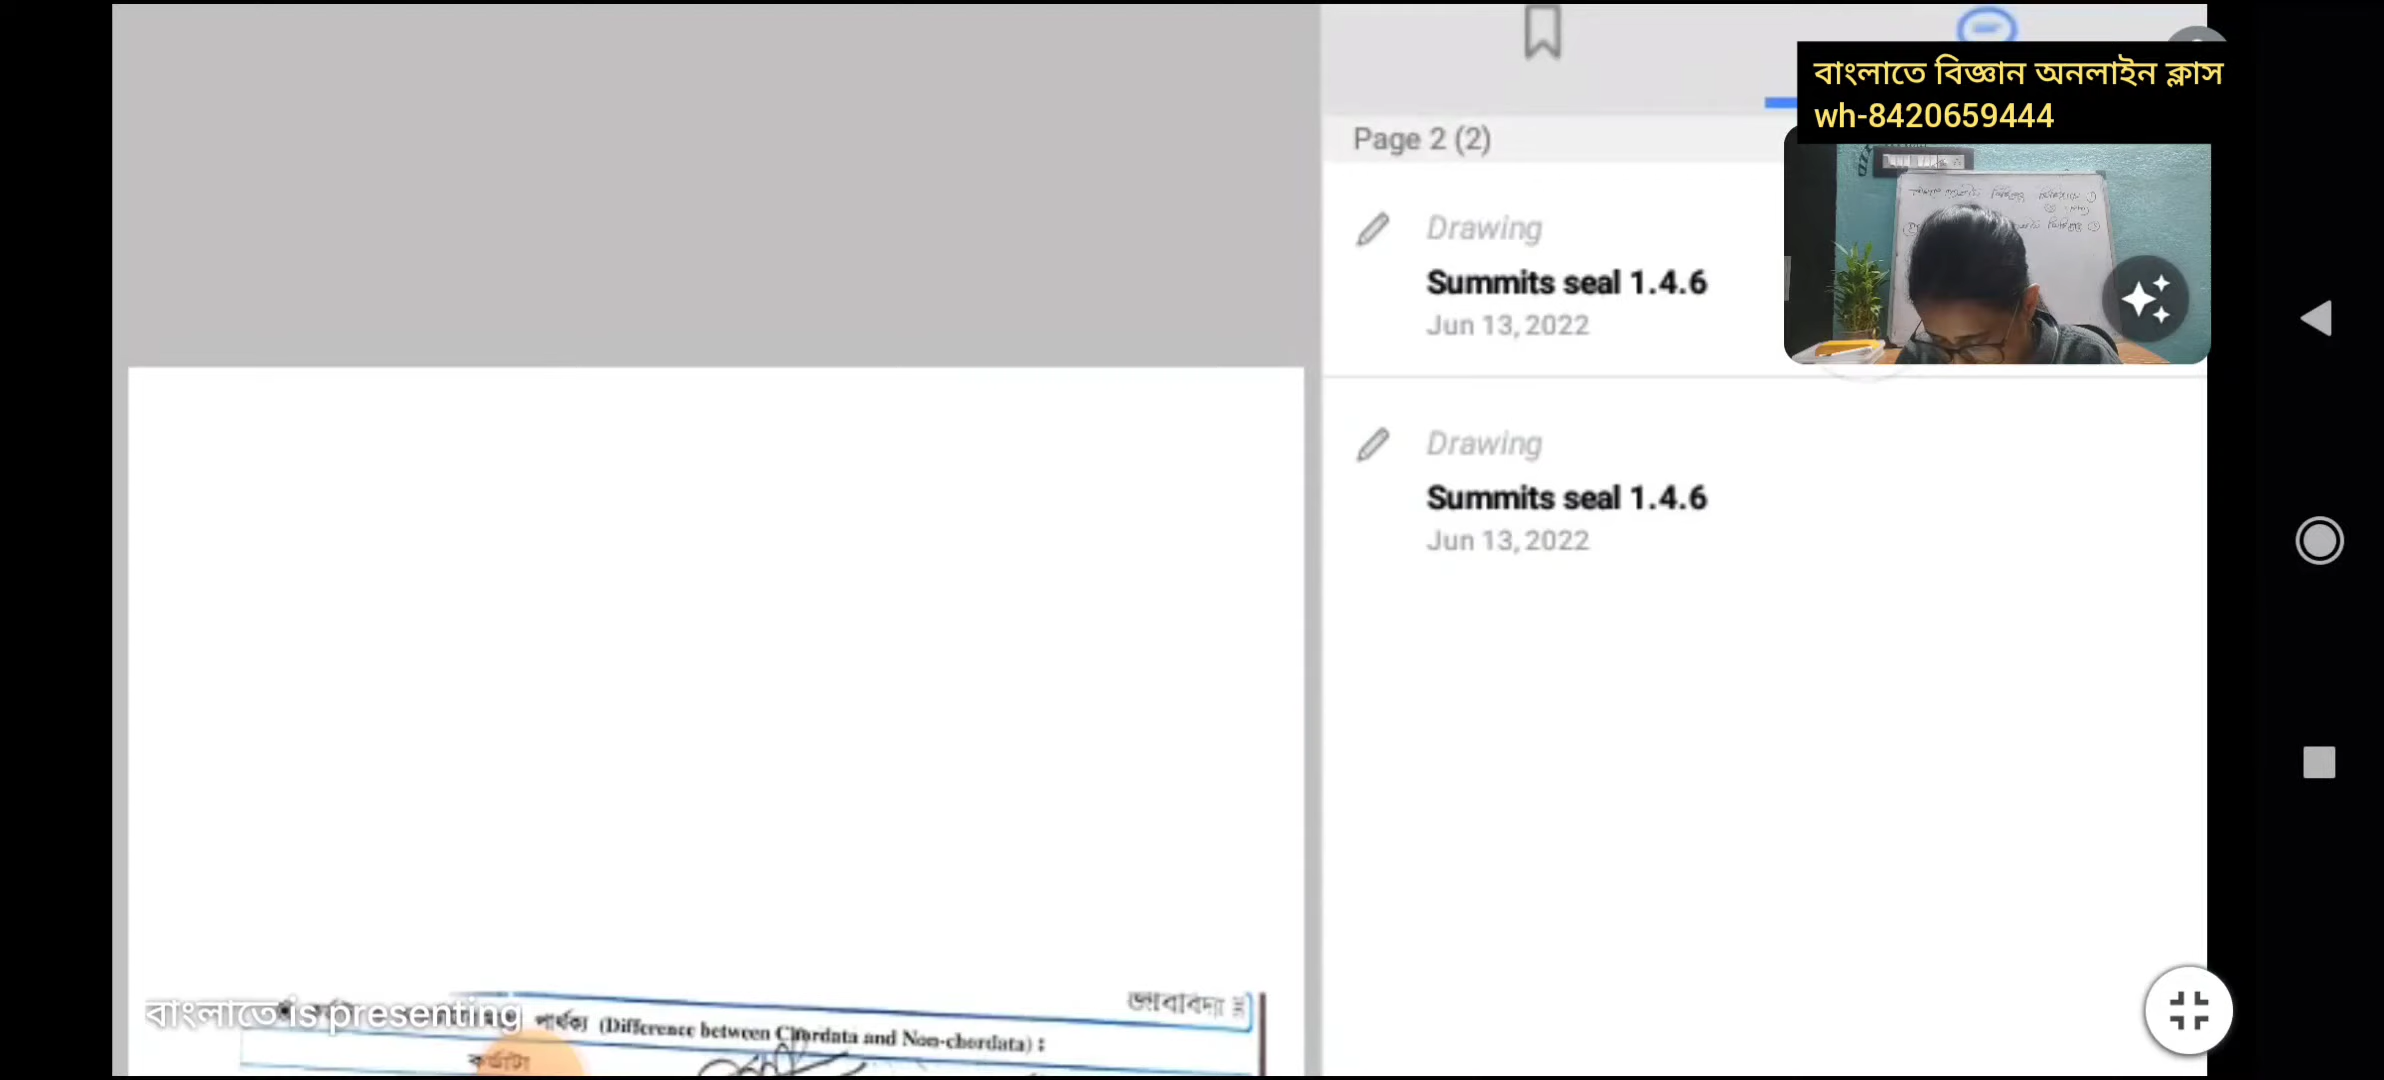 বাংলাতে বিজ্ঞান অনলাইন ক্লাস
wh-8420659444
Page 2 (2)
Drawing
Summits seal 1.4.6
Jun 13, 2022
Drawing
Summits seal 1.4.6
Jun 13, 2022
বাংলাতে is presenting
পার্থক্য (Difference between Chordata and Non-chordata) :
কর্ডাটা